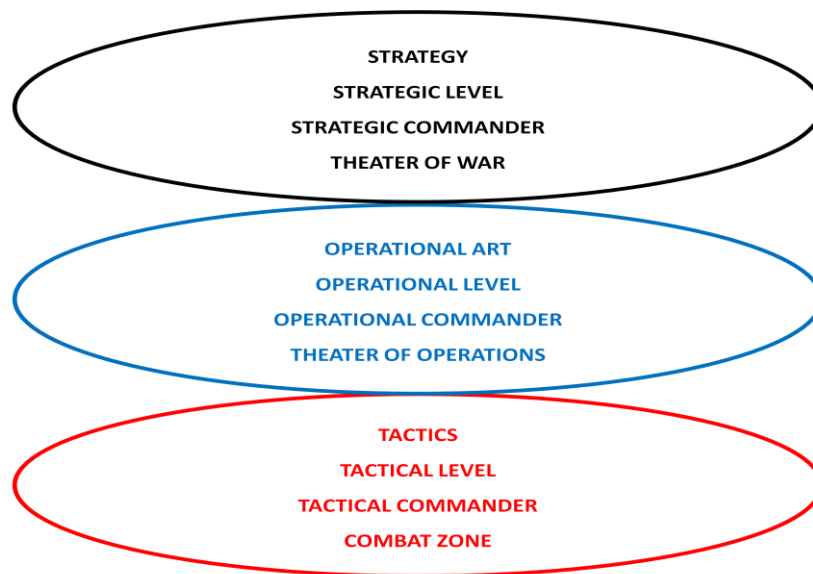 STRATEGY
STRATEGIC LEVEL
STRATEGIC COMMANDER
THEATER OF WAR
OPERATIONAL ART
OPERATIONAL LEVEL
OPERATIONAL COMMANDER
THEATER OF OPERATIONS
TACTICS
TACTICAL LEVEL
TACTICAL COMMANDER
COMBAT ZONE